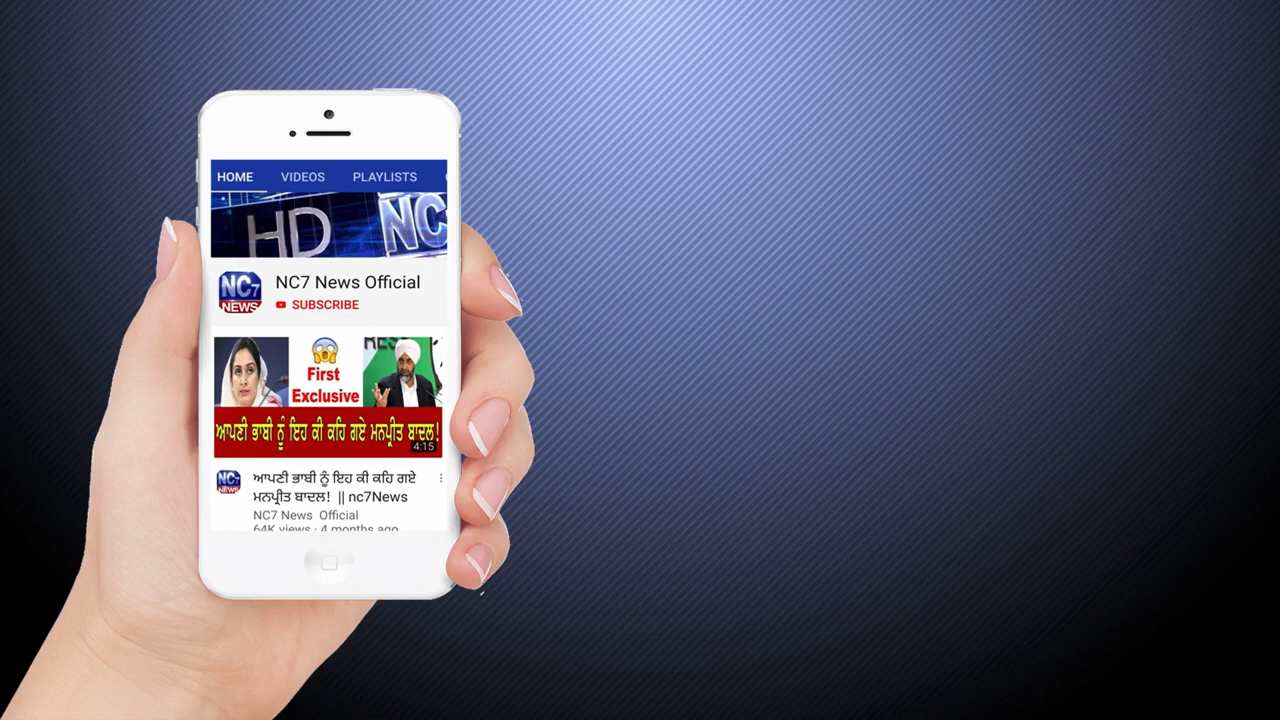 HOME VIDEOS PLAYLISTS
HD NC
NC7 NEWS
NC7 News Official
SUBSCRIBE
RES
First
Exclusive
ਆਪਣੀ ਭਾਬੀ ਨੂੰ ਇਹ ਕੀ ਕਹਿ ਗਏ ਮਨਪ੍ਰੀਤ ਬਾਦਲ!
4:15
NC7 NEWS
ਆਪਣੀ ਭਾਬੀ ਨੂੰ ਇਹ ਕੀ ਕਹਿ ਗਏ
ਮਨਪ੍ਰੀਤ ਬਾਦਲ! || nc7News
NC7 News Official
64K views · 4 months ago